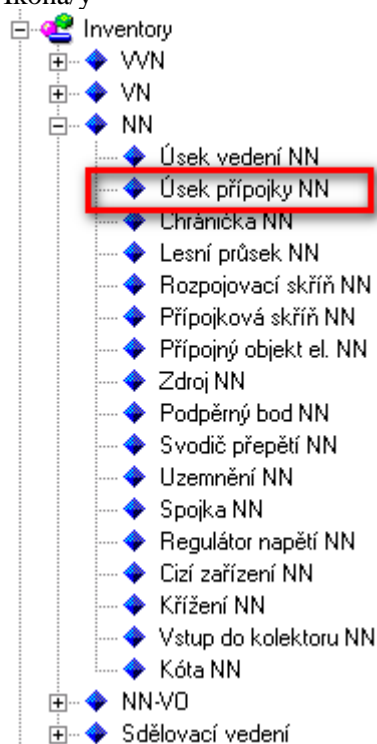 Ikona/y
Inventory
VVN
VN
NN
Úsek vedení NN
Úsek přípojky NN
Chránička NN
Lesní průsek NN
Rozpojovací skříň NN
Přípojková skříň NN
Přípojný objekt el. NN
Zdroj NN
Podpěrný bod NN
Svodič přepětí NN
Uzemnění NN
Spojka NN
Regulátor napětí NN
Cizí zařízení NN
Křížení NN
Vstup do kolektoru NN
Kóta NN
NN-VO
Sdělovací vedení